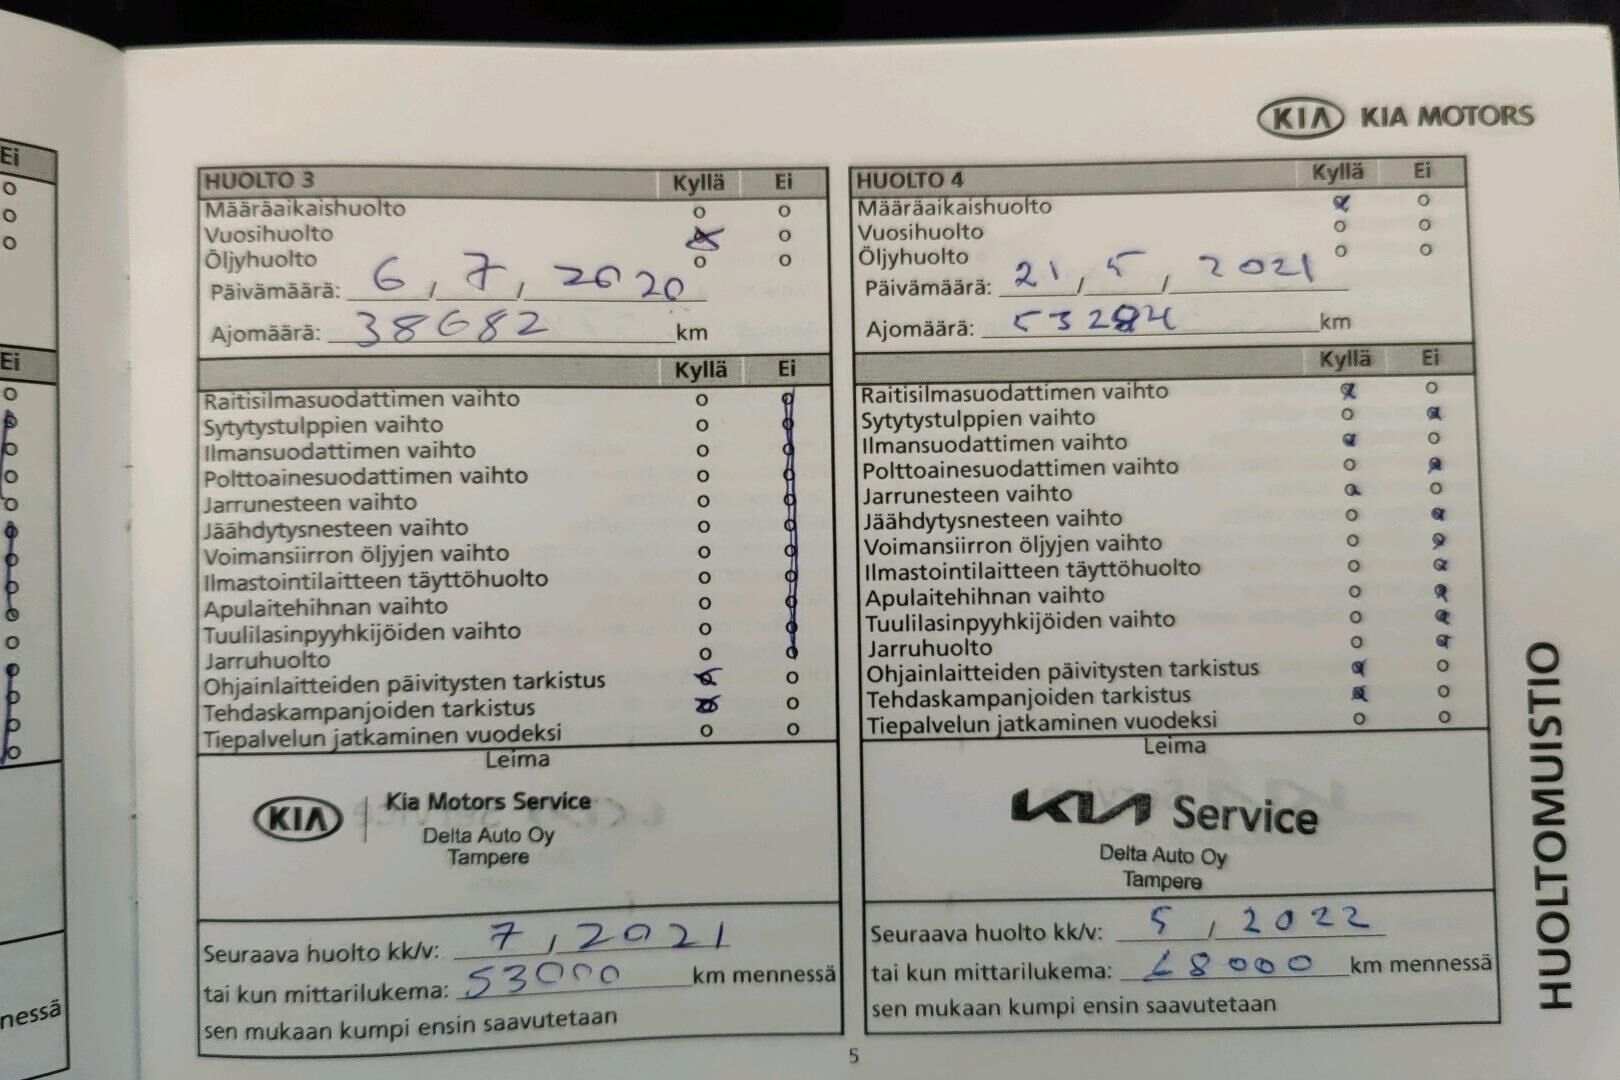 Ei
Ei
nessä
KIA KIA MOTORS
HUOLTO 3 Kyllä Ei
Määräaikaishuolto
Vuosihuolto
Öljyhuolto
Päivämäärä: 6, 7, 2020
Ajomäärä: 38682 km
Kyllä Ei
Raitisilmasuodattimen vaihto
Sytytystulppien vaihto
Ilmansuodattimen vaihto
Polttoainesuodattimen vaihto
Jarrunesteen vaihto
Jäähdytysnesteen vaihto
Voimansiirron öljyjen vaihto
Ilmastointilaitteen täyttöhuolto
Apulaitehihnan vaihto
Tuulilasinpyyhkijöiden vaihto
Jarruhuolto
Ohjainlaitteiden päivitysten tarkistus
Tehdaskampanjoiden tarkistus
Tiepalvelun jatkaminen vuodeksi
Leima
KIA Kia Motors Service
Delta Auto Oy
Tampere
Seuraava huolto kk/v: 7, 2021
tai kun mittarilukema: 53000 km mennessä
sen mukaan kumpi ensin saavutetaan
HUOLTO 4 Kyllä Ei
Määräaikaishuolto
Vuosihuolto
Öljyhuolto
Päivämäärä: 21, 5, 2021
Ajomäärä: km
Kyllä Ei
Raitisilmasuodattimen vaihto
Sytytystulppien vaihto
Ilmansuodattimen vaihto
Polttoainesuodattimen vaihto
Jarrunesteen vaihto
Jäähdytysnesteen vaihto
Voimansiirron öljyjen vaihto
Ilmastointilaitteen täyttöhuolto
Apulaitehihnan vaihto
Tuulilasinpyyhkijöiden vaihto
Jarruhuolto
Ohjainlaitteiden päivitysten tarkistus
Tehdaskampanjoiden tarkistus
Tiepalvelun jatkaminen vuodeksi
Leima
KIA Service
Delta Auto Oy
Tampere
Seuraava huolto kk/v: 5, 2022
tai kun mittarilukema: 68000 km mennessä
sen mukaan kumpi ensin saavutetaan
HUOLTOMUISTIO
5